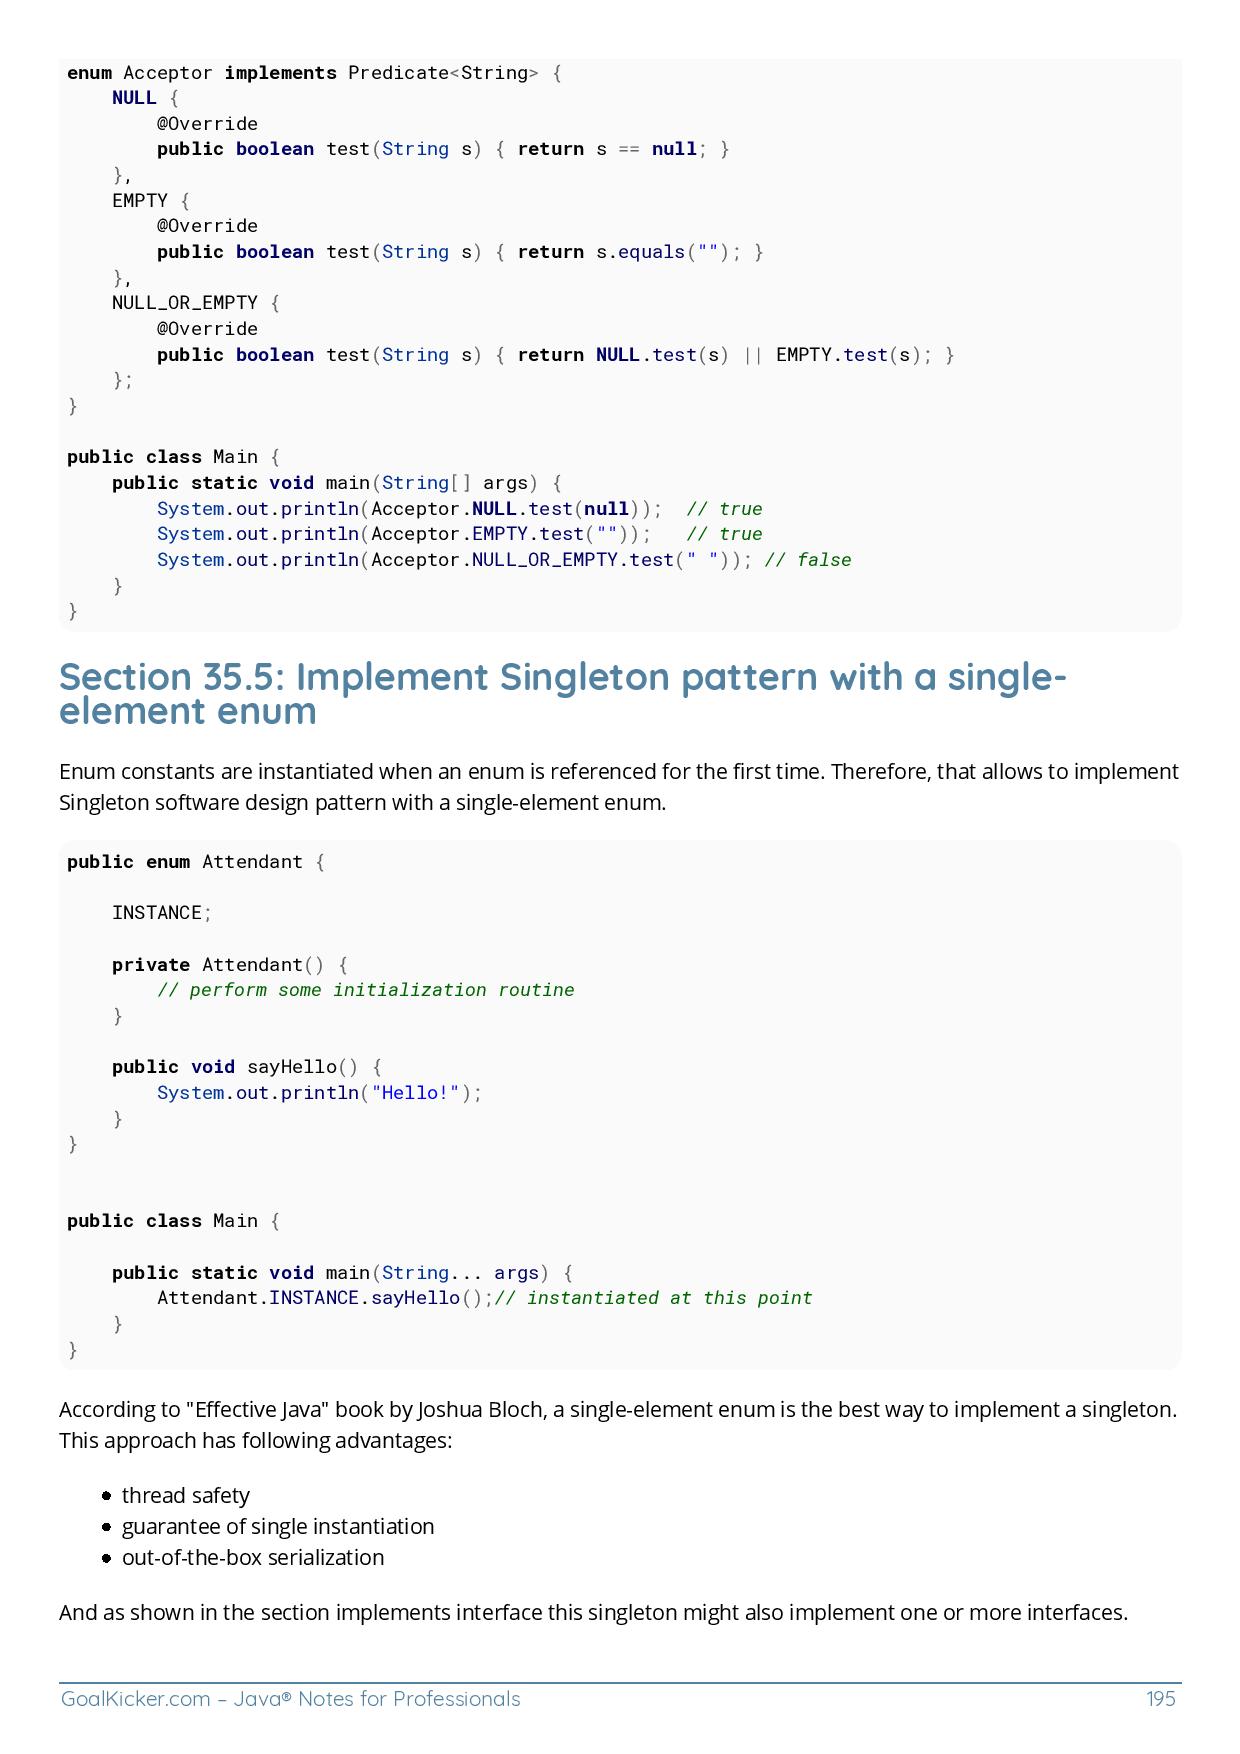 enum Acceptor implements Predicate<String> {
    NULL {
        @Override
        public boolean test(String s) { return s == null; }
    },
    EMPTY {
        @Override
        public boolean test(String s) { return s.equals(""); }
    },
    NULL_OR_EMPTY {
        @Override
        public boolean test(String s) { return NULL.test(s) || EMPTY.test(s); }
    };
}

public class Main {
    public static void main(String[] args) {
        System.out.println(Acceptor.NULL.test(null));  // true
        System.out.println(Acceptor.EMPTY.test(""));   // true
        System.out.println(Acceptor.NULL_OR_EMPTY.test(" ")); // false
    }
}
Section 35.5: Implement Singleton pattern with a single-
element enum
Enum constants are instantiated when an enum is referenced for the first time. Therefore, that allows to implement
Singleton software design pattern with a single-element enum.
public enum Attendant {

    INSTANCE;

    private Attendant() {
        // perform some initialization routine
    }

    public void sayHello() {
        System.out.println("Hello!");
    }
}

public class Main {

    public static void main(String... args) {
        Attendant.INSTANCE.sayHello();// instantiated at this point
    }
}
According to "Effective Java" book by Joshua Bloch, a single-element enum is the best way to implement a singleton.
This approach has following advantages:
● thread safety
● guarantee of single instantiation
● out-of-the-box serialization
And as shown in the section implements interface this singleton might also implement one or more interfaces.
GoalKicker.com – Java® Notes for Professionals 195